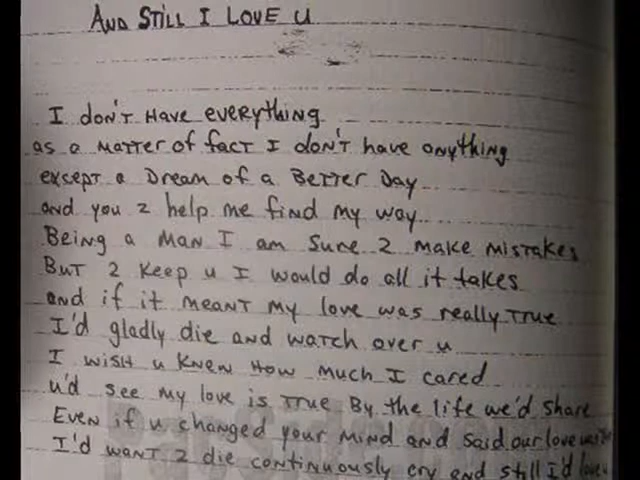 AND STILL I LOVE U
I don't Have everything
as a matter of fact I don't have anything
except a Dream of a Better Day
and you 2 help me find my way
Being a man I am sure 2 make mistakes
But 2 keep u I would do all it takes
and if it meant my love was really true
I'd gladly die and watch over u
I wish u knew How much I cared
u'd see my love is true By the life we'd share
Even if u changed your mind and said our love
I'd want 2 die continuously cry and still I'd love u